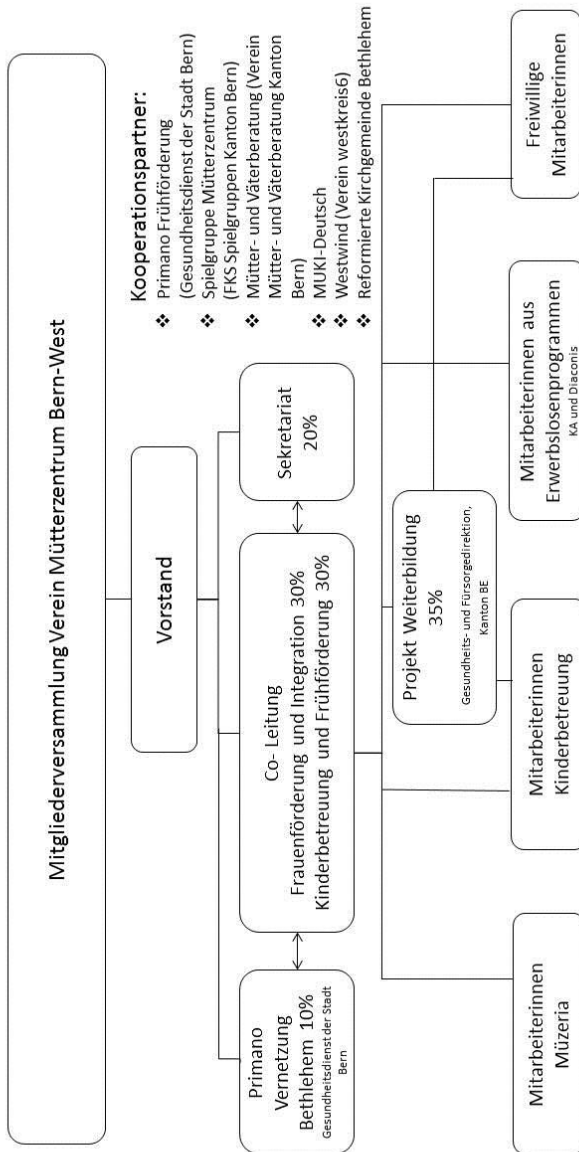 Mitgliederversammlung Verein Mütterzentrum Bern-West
Vorstand
Kooperationspartner:
❖ Primano Frühförderung
(Gesundheitsdienst der Stadt Bern)
❖ Spielgruppe Mütterzentrum
(FKS Spielgruppen Kanton Bern)
❖ Mütter- und Väterberatung (Verein
Mütter- und Väterberatung Kanton
Bern)
❖ MUKI-Deutsch
❖ Westwind (Verein westkreis6)
❖ Reformierte Kirchgemeinde Bethlehem
Primano
Vernetzung
Bethlehem 10%
Gesundheitsdienst der Stadt
Bern
Co- Leitung
Frauenförderung und Integration 30%
Kinderbetreuung und Frühförderung 30%
Sekretariat
20%
Projekt Weiterbildung
35%
Gesundheits- und Fürsorgedirektion,
Kanton BE
Mitarbeiterinnen
Müzeria
Mitarbeiterinnen
Kinderbetreuung
Mitarbeiterinnen aus
Erwerbslosenprogrammen
KA und Diaconis
Freiwillige
Mitarbeiterinnen